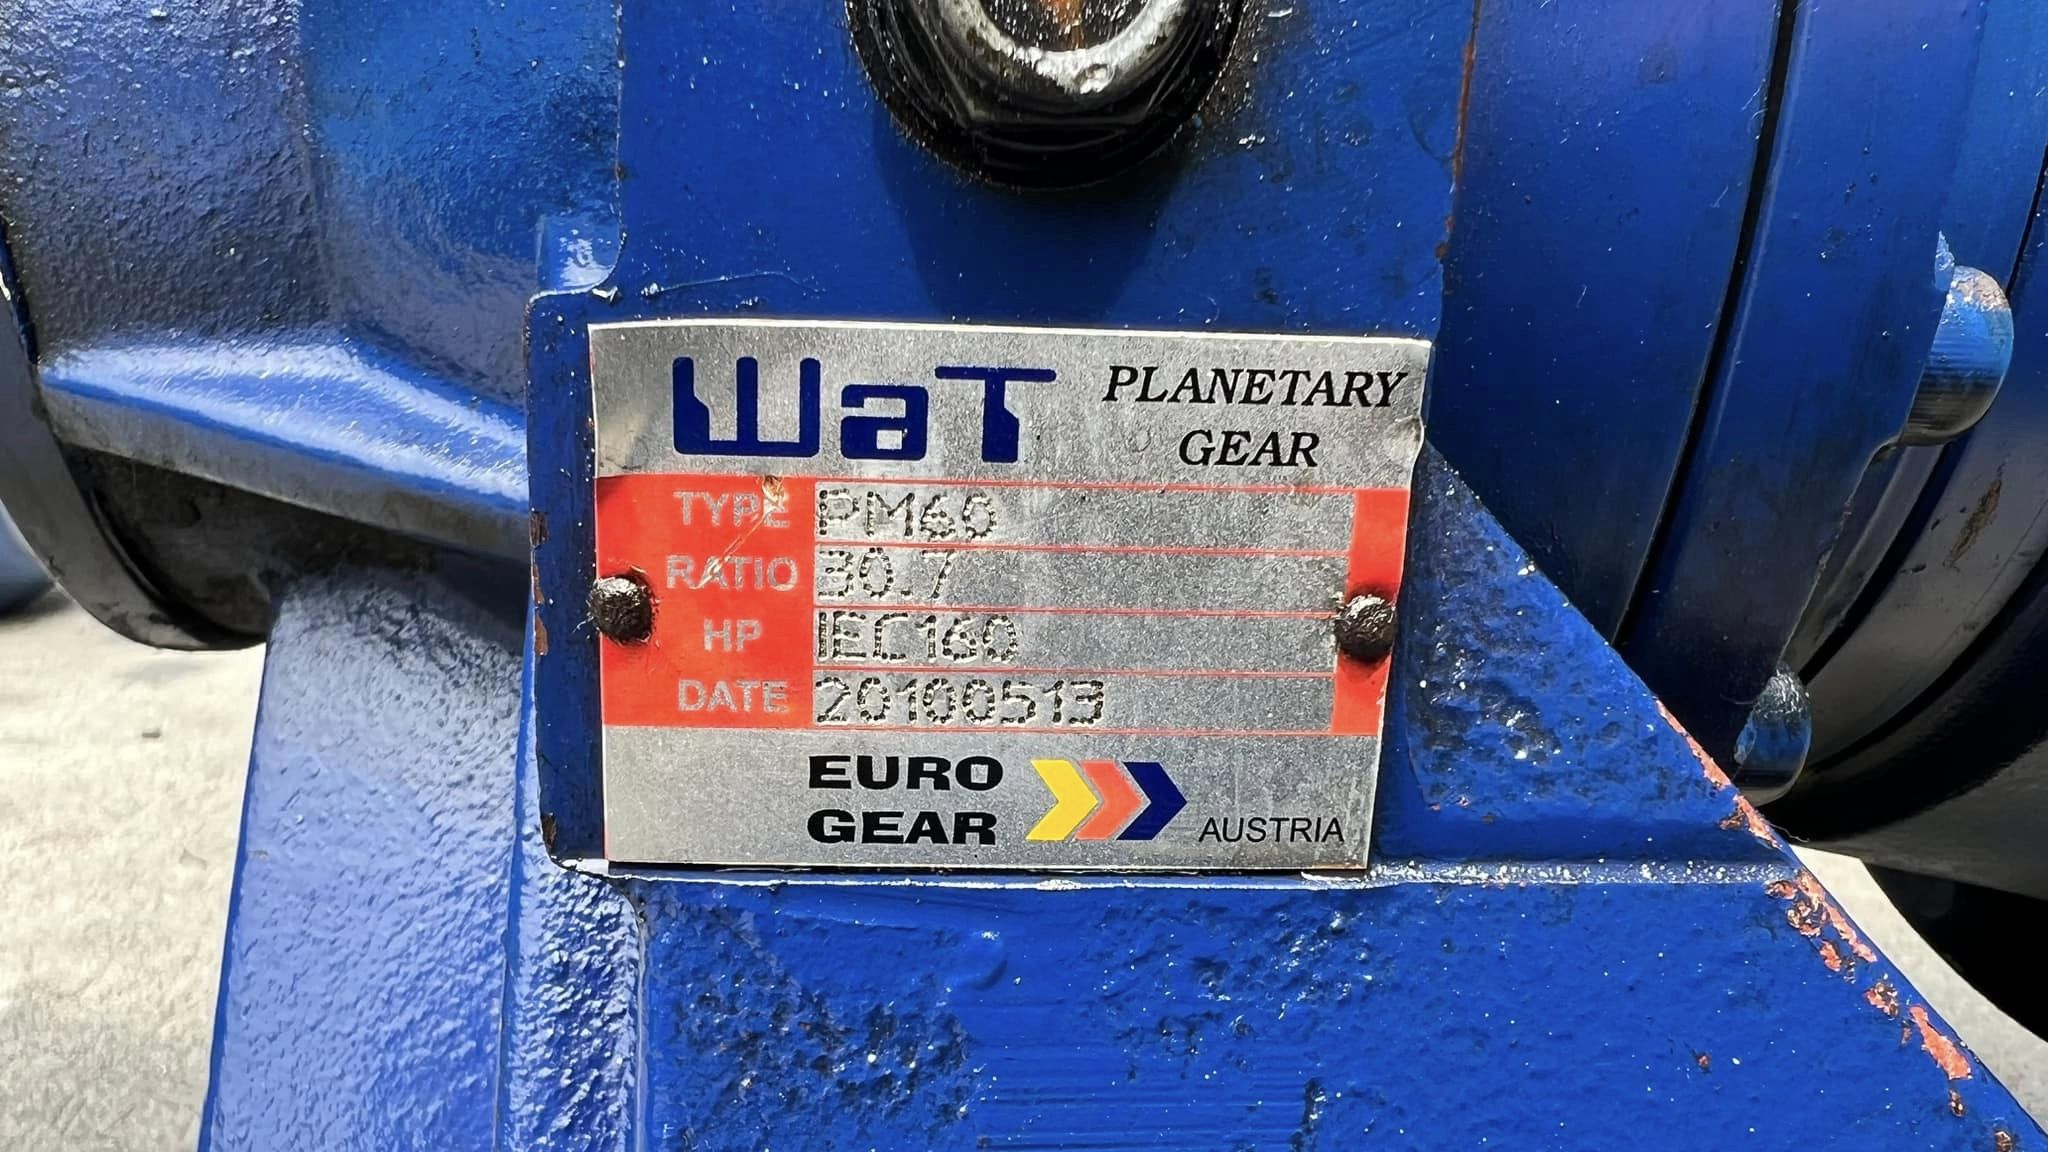 WaT PLANETARY
GEAR
TYPE PM60
RATIO 30.7
HP IEC160
DATE 20100513
EURO
GEAR AUSTRIA